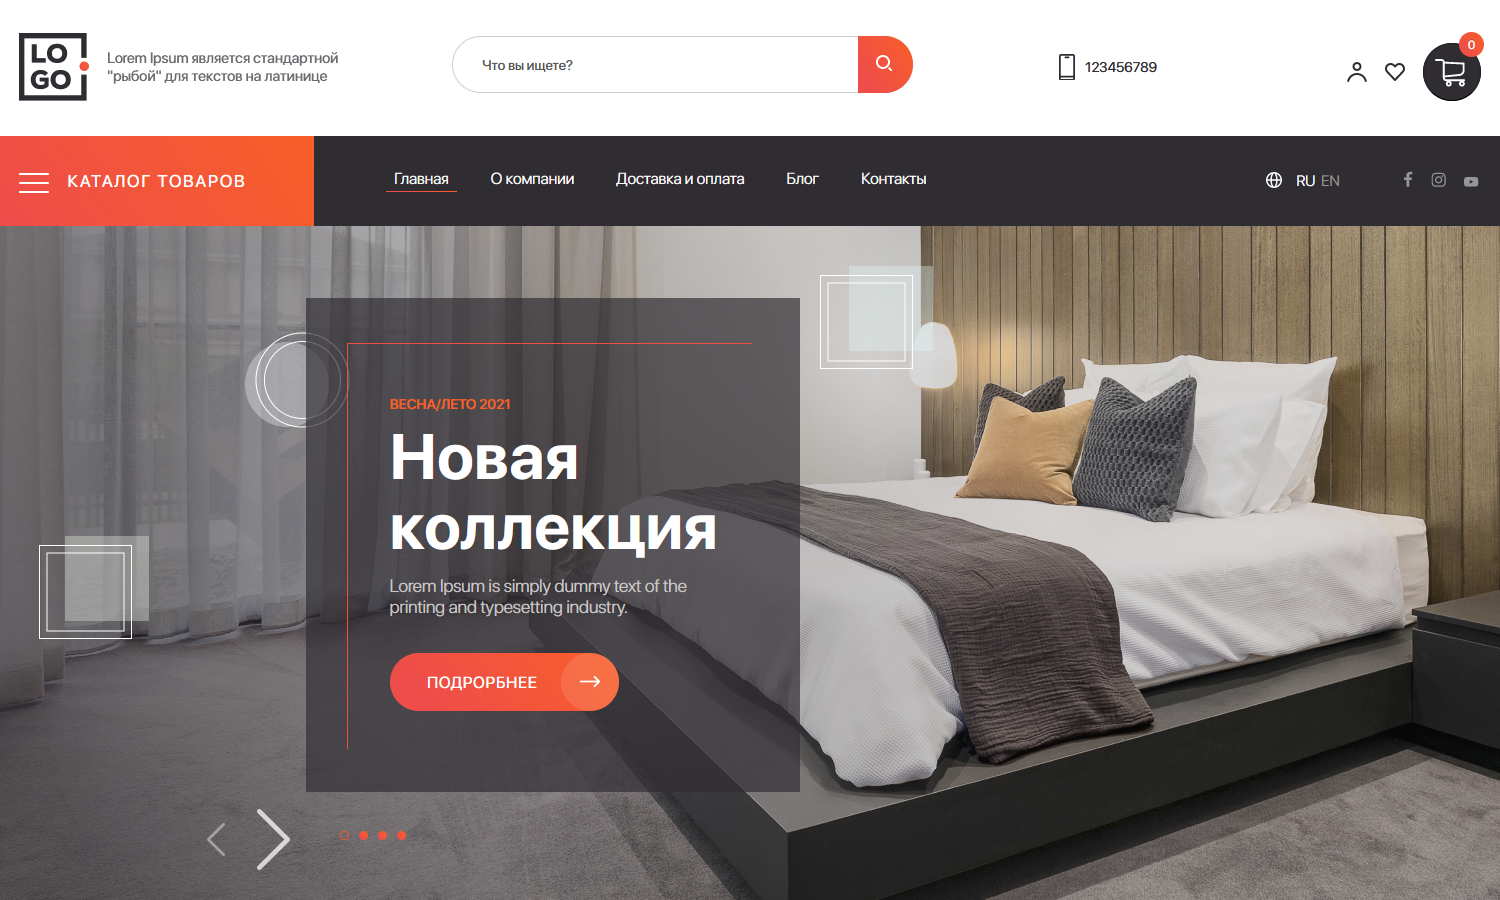 LO
GO
Lorem Ipsum является стандартной
"рыбой" для текстов на латинице
Что вы ищете?
123456789
0
КАТАЛОГ ТОВАРОВ
Главная
О компании
Доставка и оплата
Блог
Контакты
RU EN
ВЕСНА/ЛЕТО 2021
Новая
коллекция
Lorem Ipsum is simply dummy text of the
printing and typesetting industry.
ПОДРОРБНЕЕ